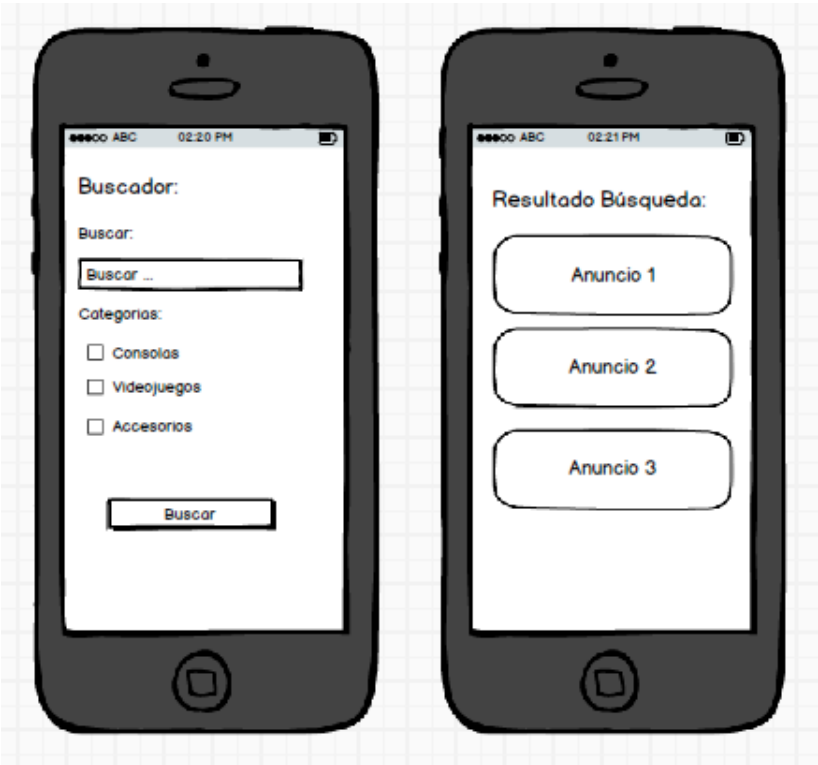 ABC 02:20 PM
Buscador:
Buscar:
Buscar ...
Categorias:
Consolas
Videojuegos
Accesorios
Buscar
ABC 02:21 PM
Resultado Búsqueda:
Anuncio 1
Anuncio 2
Anuncio 3